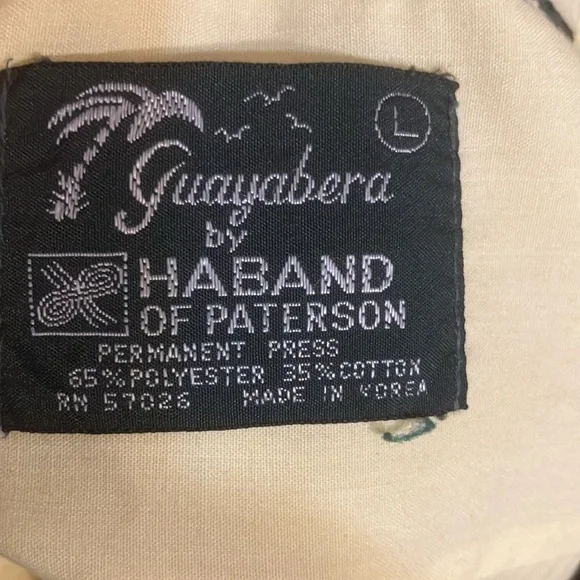 L
Guayabera
by
HABAND
OF PATERSON
PERMANENT PRESS
65% POLYESTER 35% COTTON
RN 57026 MADE IN KOREA